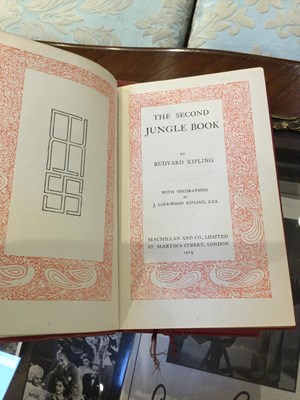 THE SECOND
JUNGLE BOOK
BY
RUDYARD KIPLING
WITH DECORATIONS
BY
J. LOCKWOOD KIPLING, C.I.E.
MACMILLAN AND CO., LIMITED
ST. MARTIN'S STREET, LONDON